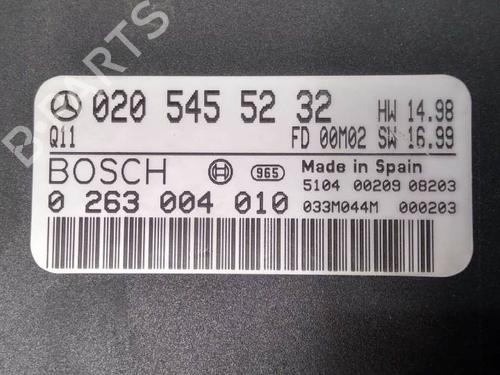 020 545 52 32 HW 14.98
Q11 FD 00M02 SW 16.99
BOSCH 965 Made in Spain
5104 00209 08203
0 263 004 010 033M044M 000203
B-PARTS